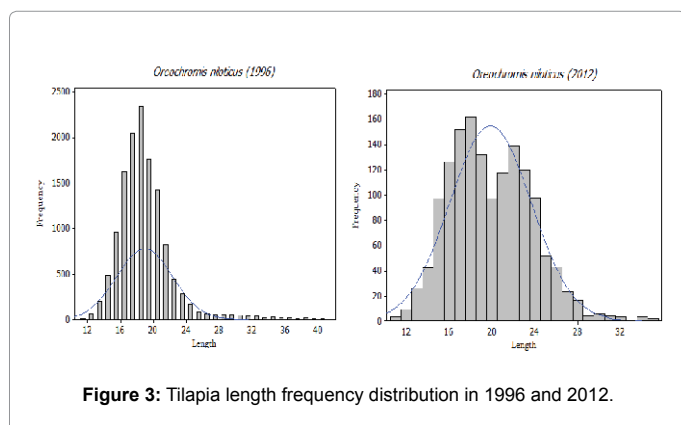 Oreochromis niloticus (1996)
2500
2000
1500
1000
500
0
Frequency
12 16 20 24 28 32 36 40
Length
Oreochromis niloticus (2012)
180
160
140
120
100
80
60
40
20
0
Frequency
12 16 20 24 28 32
Length
Figure 3: Tilapia length frequency distribution in 1996 and 2012.